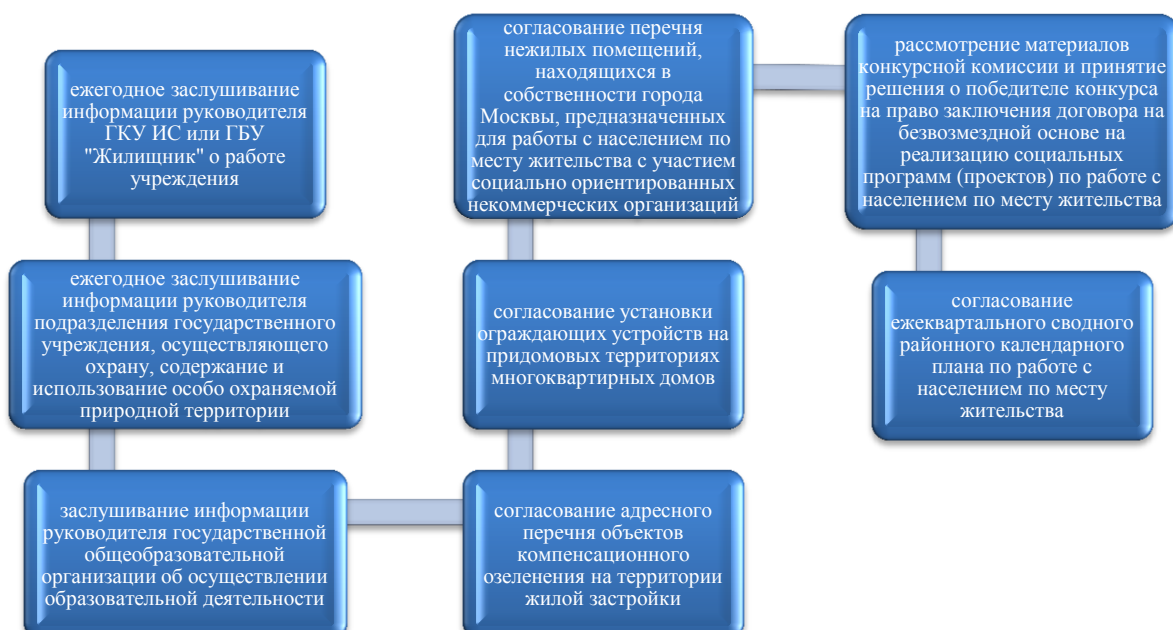 ежегодное заслушивание
информации руководителя
ГКУ ИС или ГБУ
"Жилищник" о работе
учреждения
ежегодное заслушивание
информации руководителя
подразделения государственного
учреждения, осуществляющего
охрану, содержание и
использование особо охраняемой
природной территории
заслушивание информации
руководителя государственной
общеобразовательной
организации об осуществлении
образовательной деятельности
согласование адресного
перечня объектов
компенсационного
озеленения на территории
жилой застройки
согласование установки
ограждающих устройств на
придомовых территориях
многоквартирных домов
согласование перечня
нежилых помещений,
находящихся в
собственности города
Москвы, предназначенных
для работы с населением по
месту жительства с участием
социально ориентированных
некоммерческих организаций
рассмотрение материалов
конкурсной комиссии и принятие
решения о победителе конкурса
на право заключения договора на
безвозмездной основе на
реализацию социальных
программ (проектов) по работе с
населением по месту жительства
согласование
ежеквартального сводного
районного календарного
плана по работе с
населением по месту
жительства